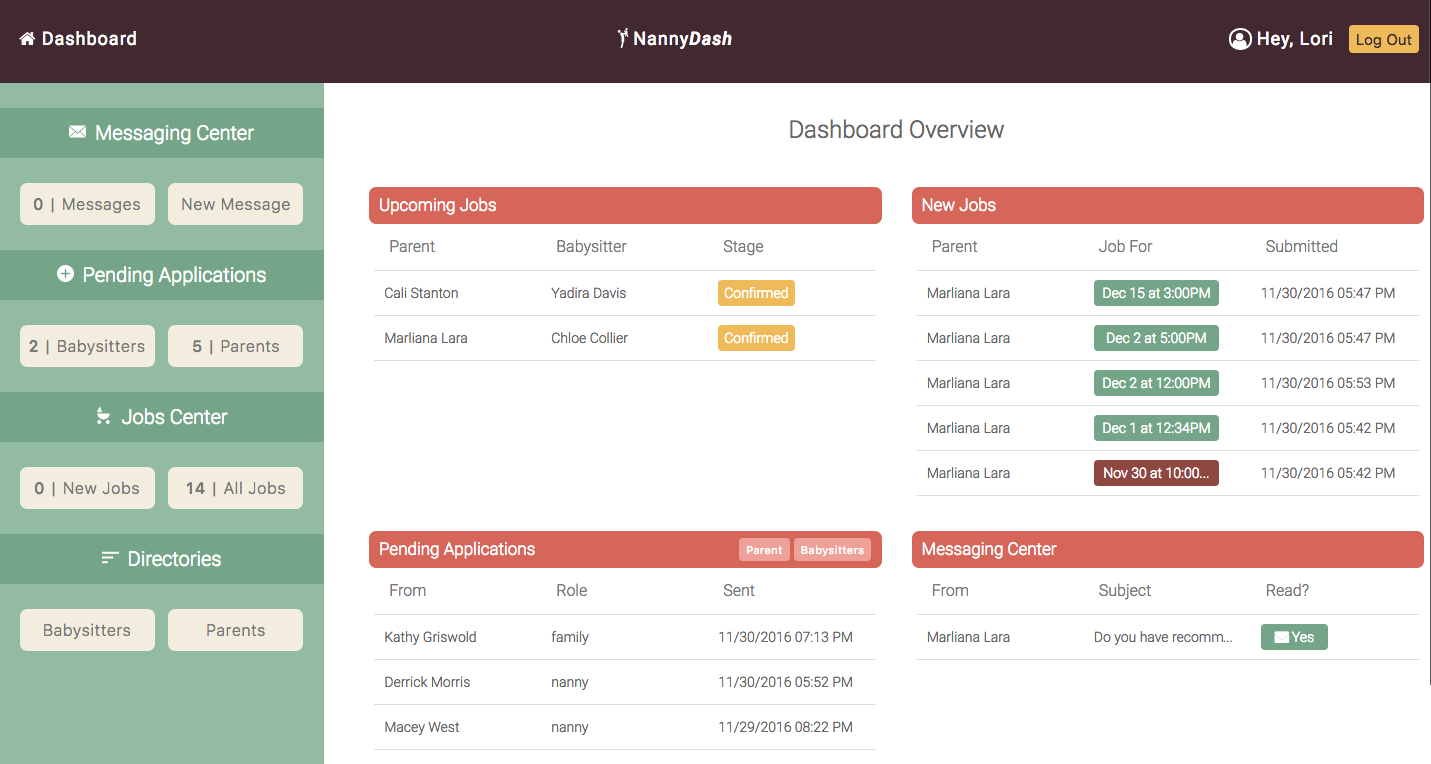 Dashboard NannyDash Hey, Lori Log Out
Messaging Center
0 | Messages New Message
Pending Applications
2 | Babysitters 5 | Parents
Jobs Center
0 | New Jobs 14 | All Jobs
Directories
Babysitters Parents
Dashboard Overview
Upcoming Jobs
Parent Babysitter Stage
Cali Stanton Yadira Davis Confirmed
Marliana Lara Chloe Collier Confirmed
New Jobs
Parent Job For Submitted
Marliana Lara Dec 15 at 3:00PM 11/30/2016 05:47 PM
Marliana Lara Dec 2 at 5:00PM 11/30/2016 05:47 PM
Marliana Lara Dec 2 at 12:00PM 11/30/2016 05:53 PM
Marliana Lara Dec 1 at 12:34PM 11/30/2016 05:42 PM
Marliana Lara Nov 30 at 10:00... 11/30/2016 05:42 PM
Pending Applications Parent Babysitters
From Role Sent
Kathy Griswold family 11/30/2016 07:13 PM
Derrick Morris nanny 11/30/2016 05:52 PM
Macey West nanny 11/29/2016 08:22 PM
Messaging Center
From Subject Read?
Marliana Lara Do you have recomm... Yes